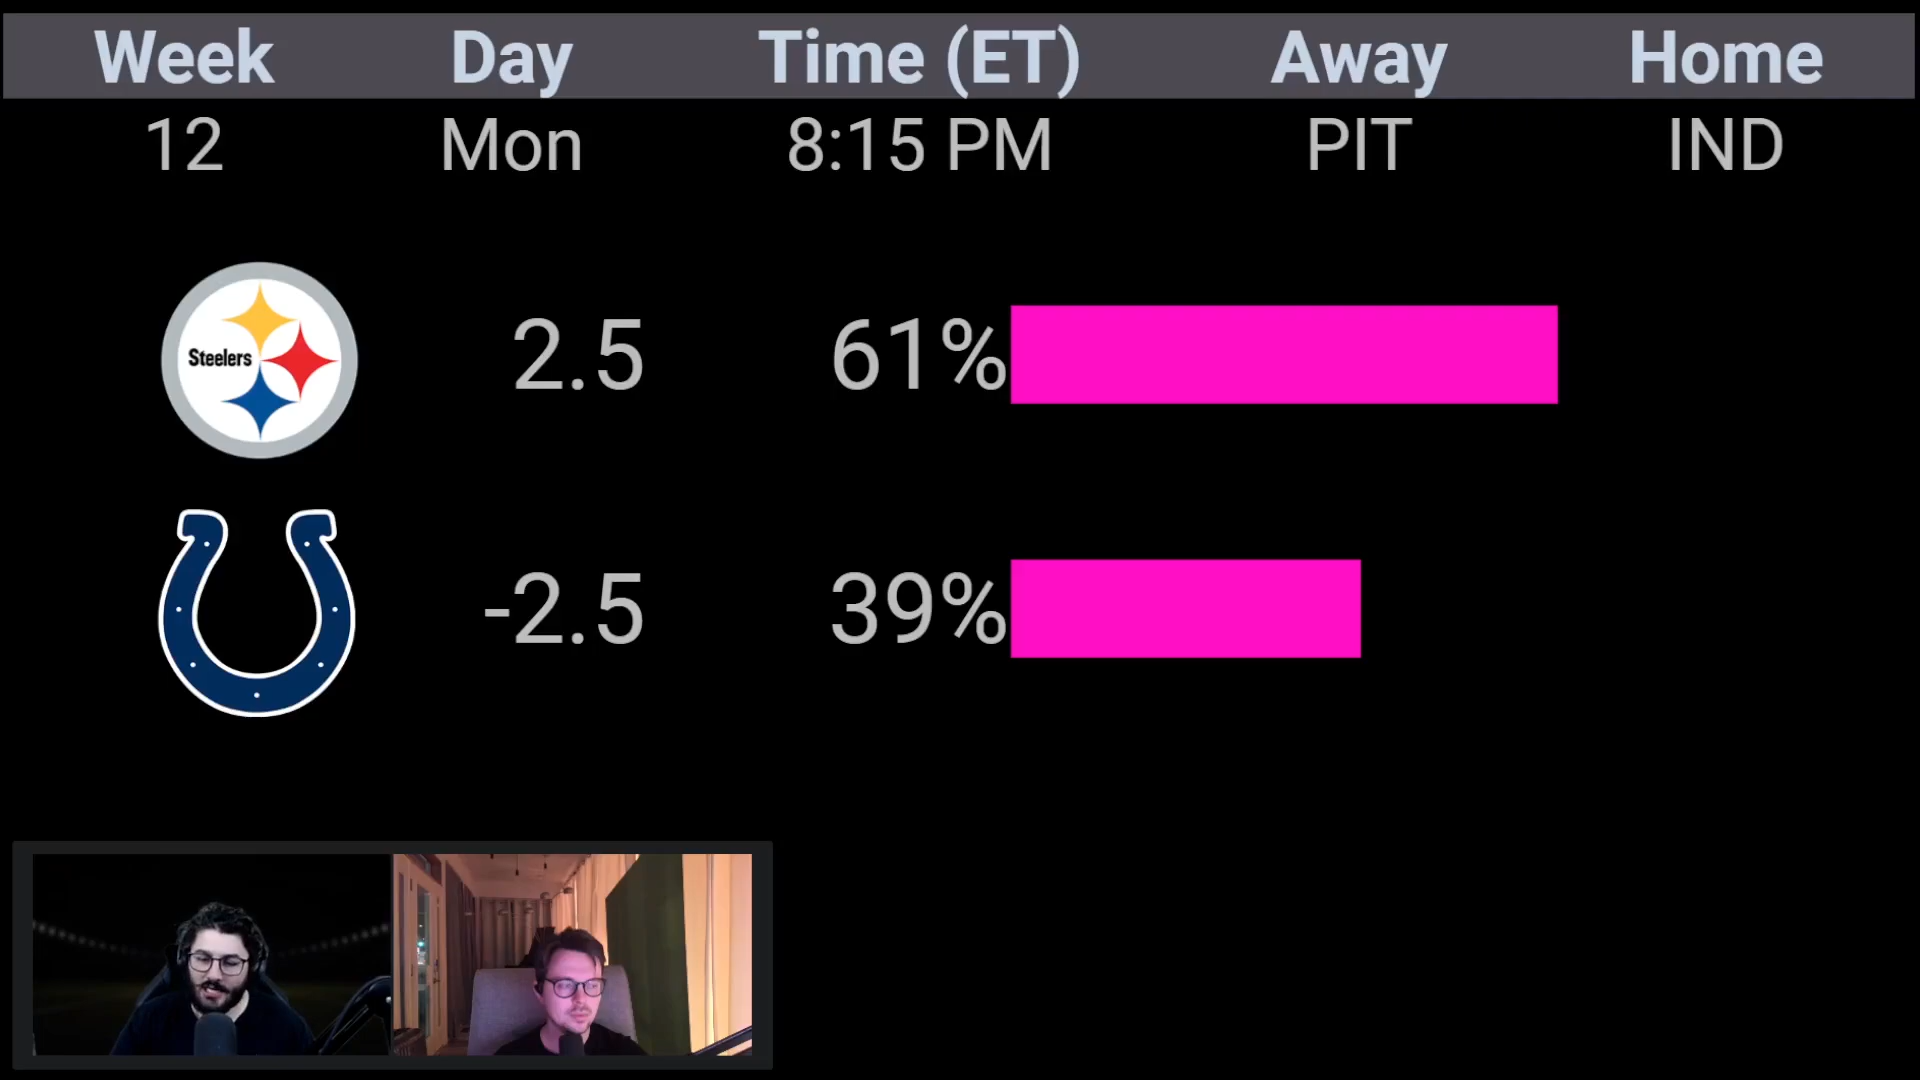 Week Day Time (ET) Away Home
12 Mon 8:15 PM PIT IND
Steelers 2.5 61%
-2.5 39%